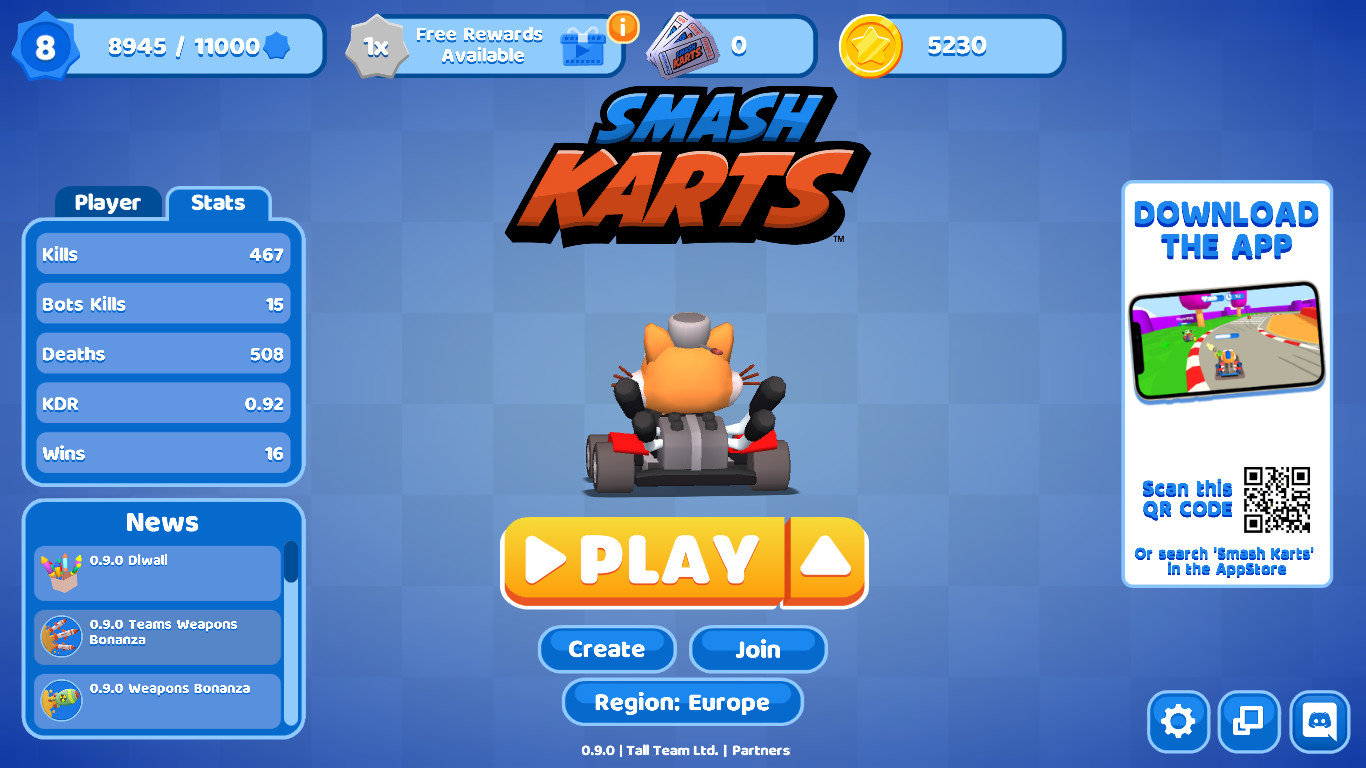 8
8945 / 11000
1x
Free Rewards
Available
i
SMASH
KARTS
0
5230
SMASH
KARTS
TM
Player
Stats
Kills 467
Bots Kills 15
Deaths 508
KDR 0.92
Wins 16
News
0.9.0 Diwali
0.9.0 Teams Weapons
Bonanza
0.9.0 Weapons Bonanza
PLAY
Create
Join
Region: Europe
0.9.0 | Tall Team Ltd. | Partners
DOWNLOAD
THE APP
Scan this
QR CODE
Or search 'Smash Karts'
in the AppStore